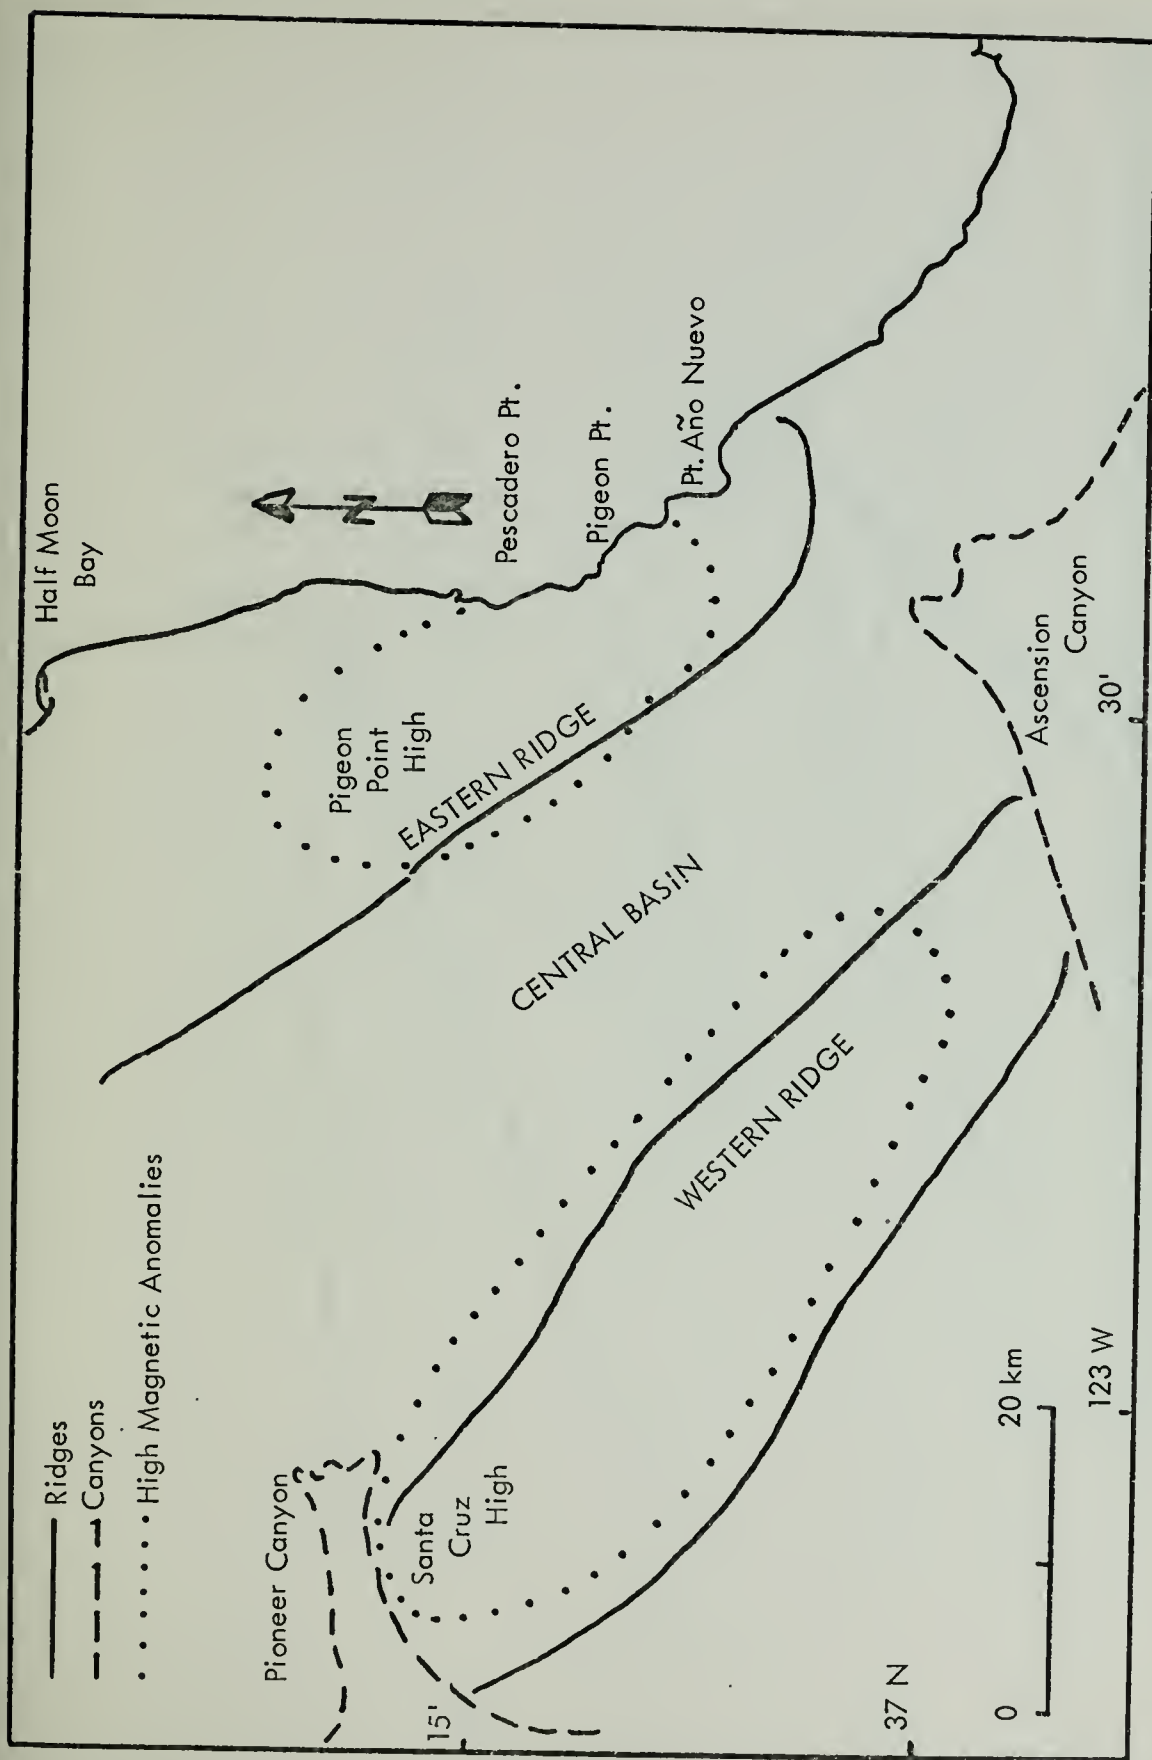 Ridges
Canyons
High Magnetic Anomalies
Half Moon
Bay
N
Pescadero Pt.
Pigeon Pt.
Pt. Año Nuevo
Pioneer Canyon
Pigeon
Point
High
EASTERN RIDGE
CENTRAL BASIN
WESTERN RIDGE
Santa
Cruz
High
Ascension
Canyon
15'
37 N
0
20 km
123 W
30'